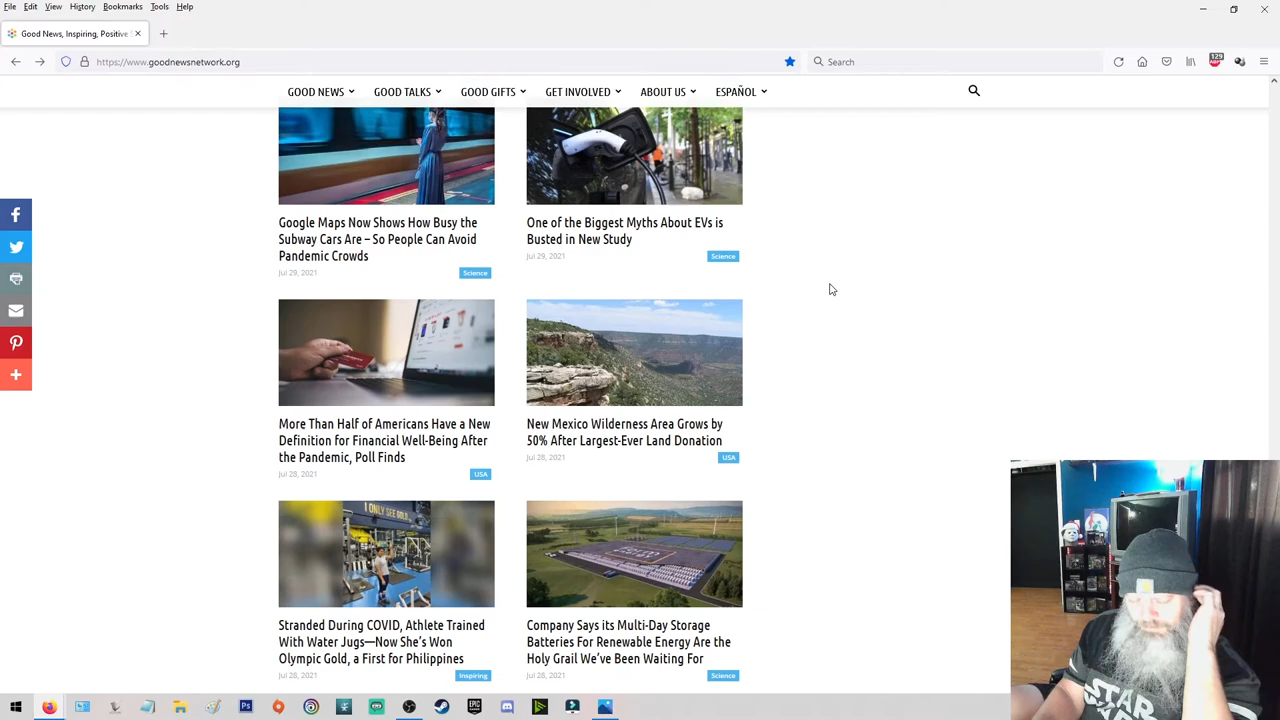 File Edit View History Bookmarks Tools Help
Good News, Inspiring, Positive
https://www.goodnewsnetwork.org
Search
129
GOOD NEWS GOOD TALKS GOOD GIFTS GET INVOLVED ABOUT US ESPAÑOL
Google Maps Now Shows How Busy the
Subway Cars Are – So People Can Avoid
Pandemic Crowds
Jul 29, 2021
Science
One of the Biggest Myths About EVs is
Busted in New Study
Jul 29, 2021
Science
More Than Half of Americans Have a New
Definition for Financial Well-Being After
the Pandemic, Poll Finds
Jul 28, 2021
USA
New Mexico Wilderness Area Grows by
50% After Largest-Ever Land Donation
Jul 28, 2021
USA
I ONLY SEE GOLD
Stranded During COVID, Athlete Trained
With Water Jugs—Now She's Won
Olympic Gold, a First for Philippines
Jul 28, 2021
Inspiring
Company Says its Multi-Day Storage
Batteries For Renewable Energy Are the
Holy Grail We've Been Waiting For
Jul 28, 2021
Science
STAR